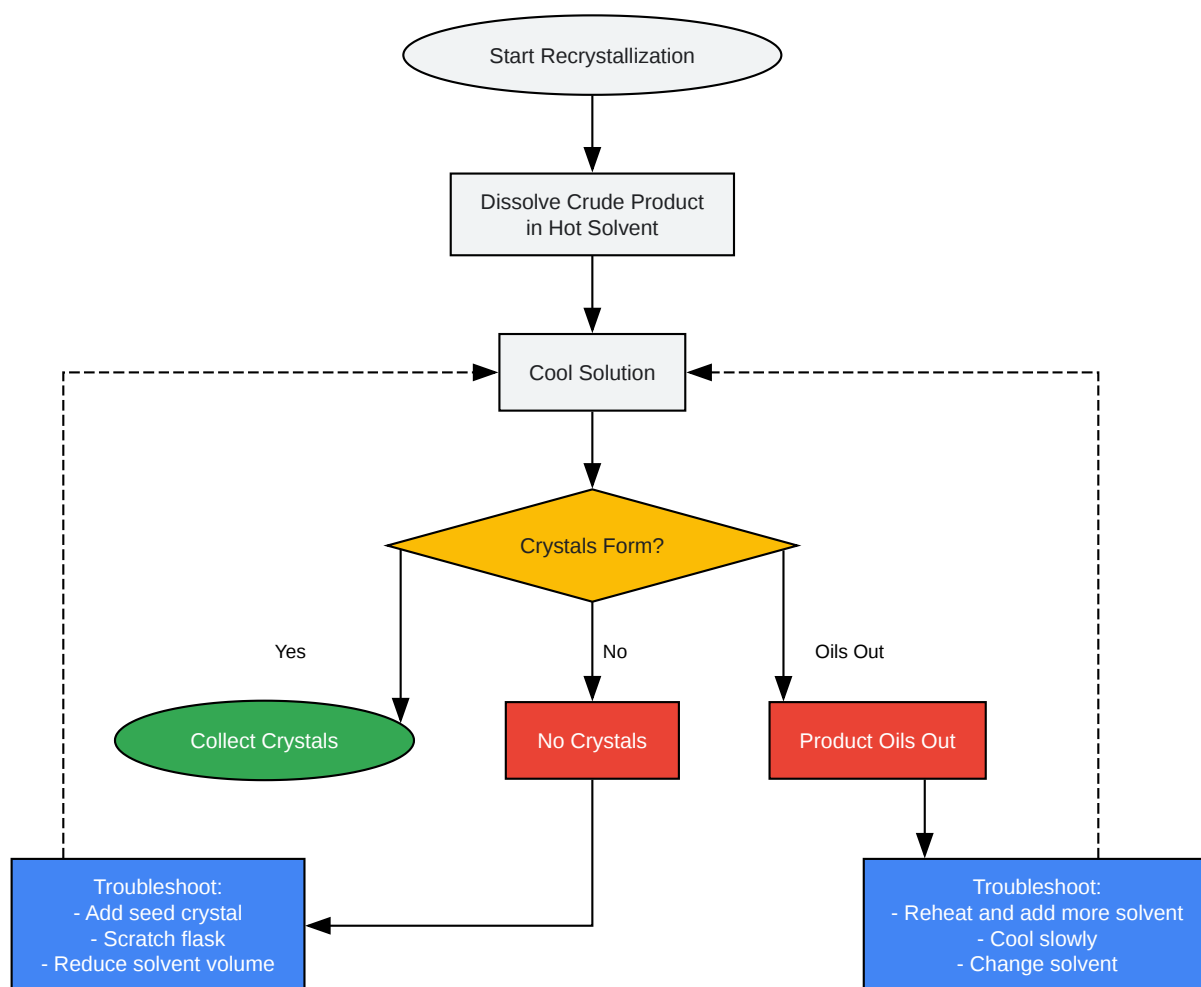 Start Recrystallization
Dissolve Crude Product
in Hot Solvent
Cool Solution
Crystals Form?
Yes
No
Oils Out
Collect Crystals
No Crystals
Product Oils Out
Troubleshoot:
- Add seed crystal
- Scratch flask
- Reduce solvent volume
Troubleshoot:
- Reheat and add more solvent
- Cool slowly
- Change solvent